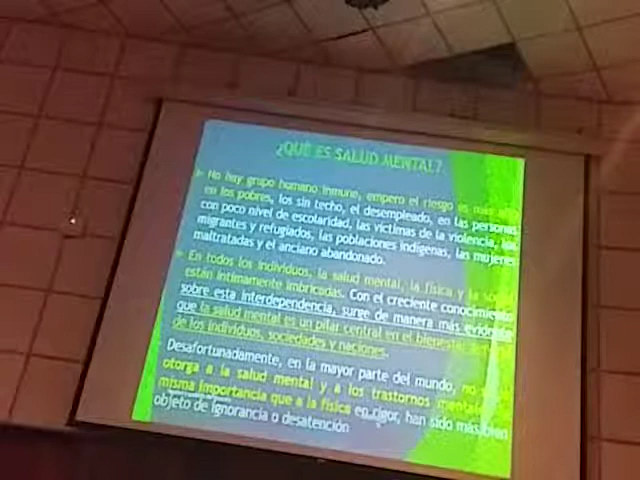 ¿QUÉ ES SALUD MENTAL?
No hay grupo humano inmune, empero el riesgo es más alto
en los pobres, los sin techo, el desempleado, en las personas
con poco nivel de escolaridad, las víctimas de la violencia, los
migrantes y refugiados, las poblaciones indígenas, las mujeres
maltratadas y el anciano abandonado.
En todos los individuos, la salud mental, la física y la social
están íntimamente imbricadas. Con el creciente conocimiento
sobre esta interdependencia, surge de manera más evidente
que la salud mental es un pilar central en el bienestar
de los individuos, sociedades y naciones.
Desafortunadamente, en la mayor parte del mundo, no se
otorga a la salud mental y a los trastornos mentales la
misma importancia que a la física en rigor, han sido más bien
objeto de ignorancia o desatención